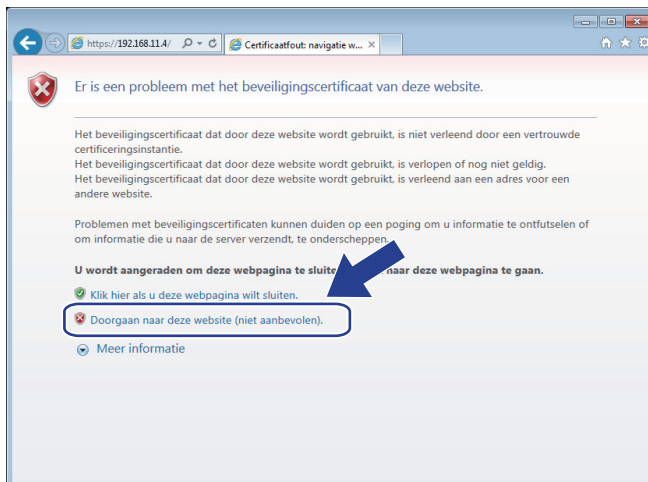 https://192.168.11.4/
Certificaatfout: navigatie w...
Er is een probleem met het beveiligingscertificaat van deze website.
Het beveiligingscertificaat dat door deze website wordt gebruikt, is niet verleend door een vertrouwde
certificeringsinstantie.
Het beveiligingscertificaat dat door deze website wordt gebruikt, is verlopen of nog niet geldig.
Het beveiligingscertificaat dat door deze website wordt gebruikt, is verleend aan een adres voor een
andere website.
Problemen met beveiligingscertificaten kunnen duiden op een poging om u informatie te ontfutselen of
om informatie die u naar de server verzendt, te onderscheppen.
U wordt aangeraden om deze webpagina te sluite naar deze webpagina te gaan.
Klik hier als u deze webpagina wilt sluiten.
Doorgaan naar deze website (niet aanbevolen).
Meer informatie